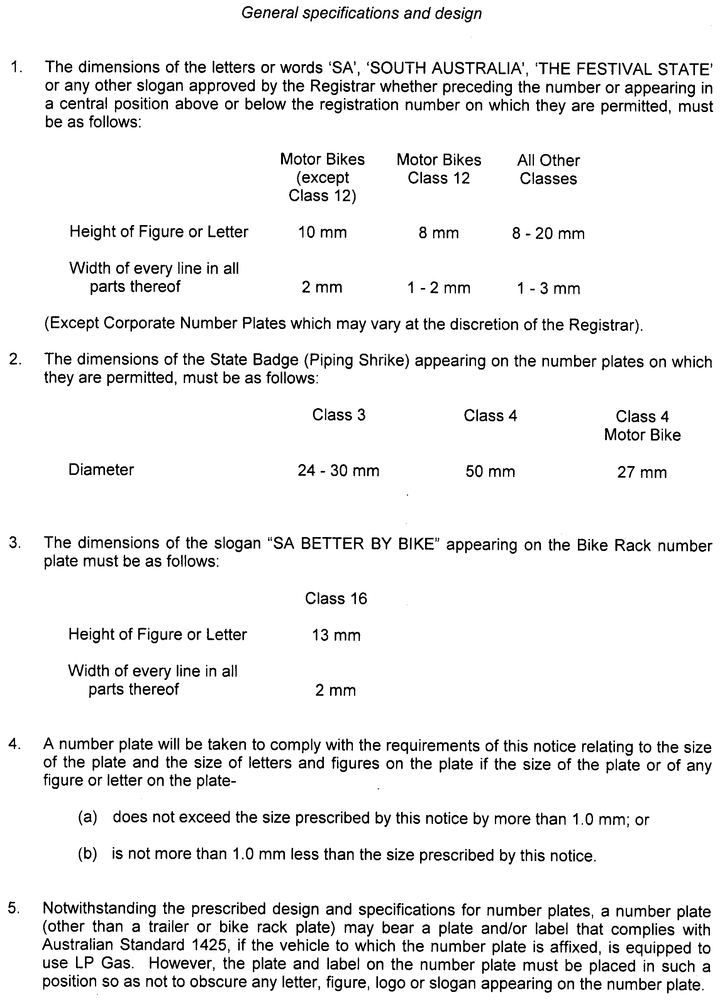 General specifications and design
1. The dimensions of the letters or words ‘SA’, ‘SOUTH AUSTRALIA’, ‘THE FESTIVAL STATE’
or any other slogan approved by the Registrar whether preceding the number or appearing in
a central position above or below the registration number on which they are permitted, must
be as follows:
Motor Bikes Motor Bikes All Other
(except Class 12 Classes
Class 12)
Height of Figure or Letter 10 mm 8 mm 8 - 20 mm
Width of every line in all
parts thereof 2 mm 1 - 2 mm 1 - 3 mm
(Except Corporate Number Plates which may vary at the discretion of the Registrar).
2. The dimensions of the State Badge (Piping Shrike) appearing on the number plates on which
they are permitted, must be as follows:
Class 3 Class 4 Class 4
Motor Bike
Diameter 24 - 30 mm 50 mm 27 mm
3. The dimensions of the slogan “SA BETTER BY BIKE” appearing on the Bike Rack number
plate must be as follows:
Class 16
Height of Figure or Letter 13 mm
Width of every line in all
parts thereof 2 mm
4. A number plate will be taken to comply with the requirements of this notice relating to the size
of the plate and the size of letters and figures on the plate if the size of the plate or of any
figure or letter on the plate-
(a) does not exceed the size prescribed by this notice by more than 1.0 mm; or
(b) is not more than 1.0 mm less than the size prescribed by this notice.
5. Notwithstanding the prescribed design and specifications for number plates, a number plate
(other than a trailer or bike rack plate) may bear a plate and/or label that complies with
Australian Standard 1425, if the vehicle to which the number plate is affixed, is equipped to
use LP Gas. However, the plate and label on the number plate must be placed in such a
position so as not to obscure any letter, figure, logo or slogan appearing on the number plate.